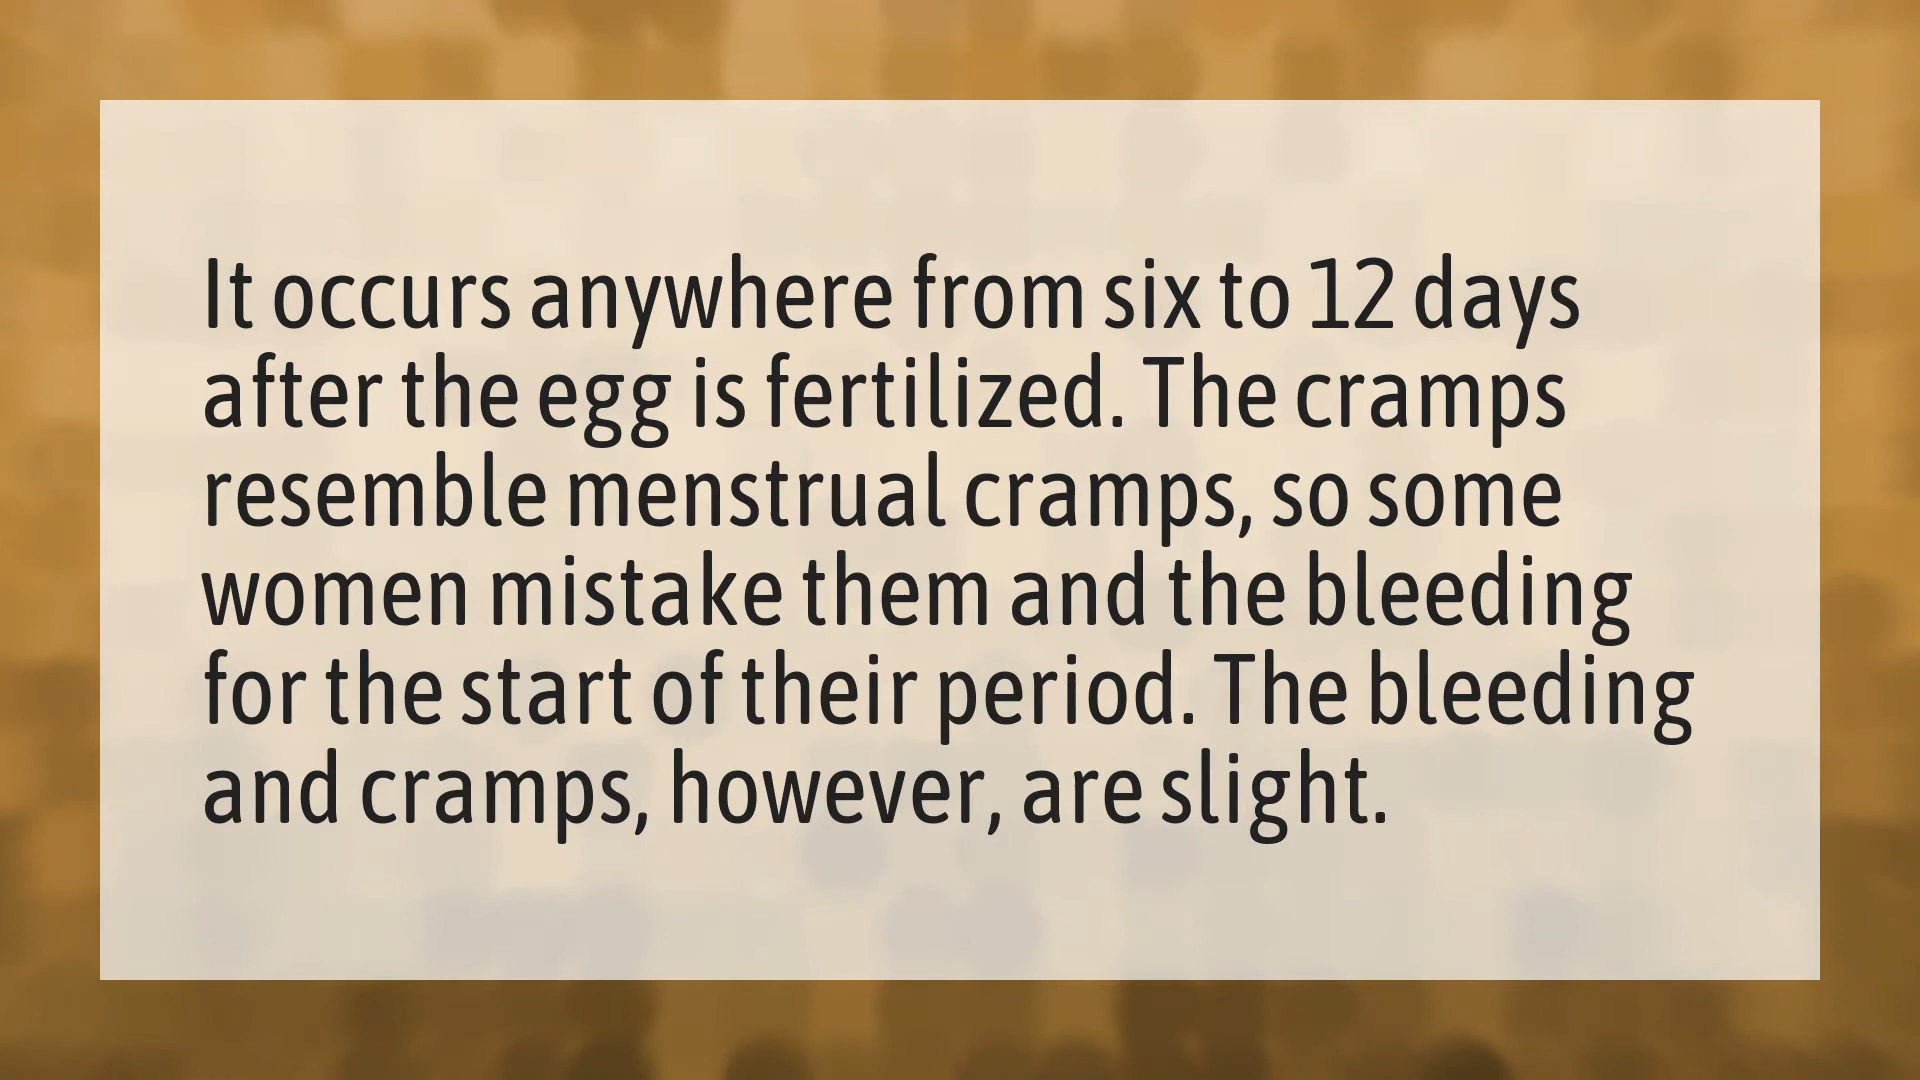 It occurs anywhere from six to 12 days
after the egg is fertilized. The cramps
resemble menstrual cramps, so some
women mistake them and the bleeding
for the start of their period. The bleeding
and cramps, however, are slight.